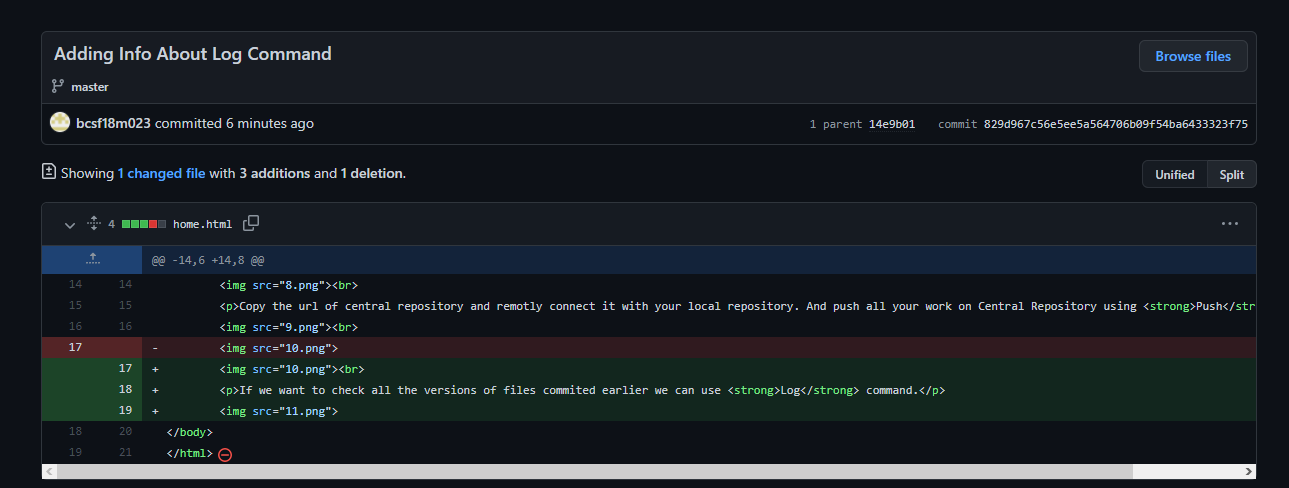 Adding Info About Log Command
Browse files
master
bcsf18m023 committed 6 minutes ago
1 parent 14e9b01 commit 829d967c56e5ee5a564706b09f54ba6433323f75
Showing 1 changed file with 3 additions and 1 deletion.
Unified Split
4 home.html
@@ -14,6 +14,8 @@
14 14 <img src="8.png"><br>
15 15 <p>Copy the url of central repository and remotly connect it with your local repository. And push all your work on Central Repository using <strong>Push</str
16 16 <img src="9.png"><br>
17 - <img src="10.png">
17 + <img src="10.png"><br>
18 + <p>If we want to check all the versions of files commited earlier we can use <strong>Log</strong> command.</p>
19 + <img src="11.png">
18 20 </body>
19 21 </html>